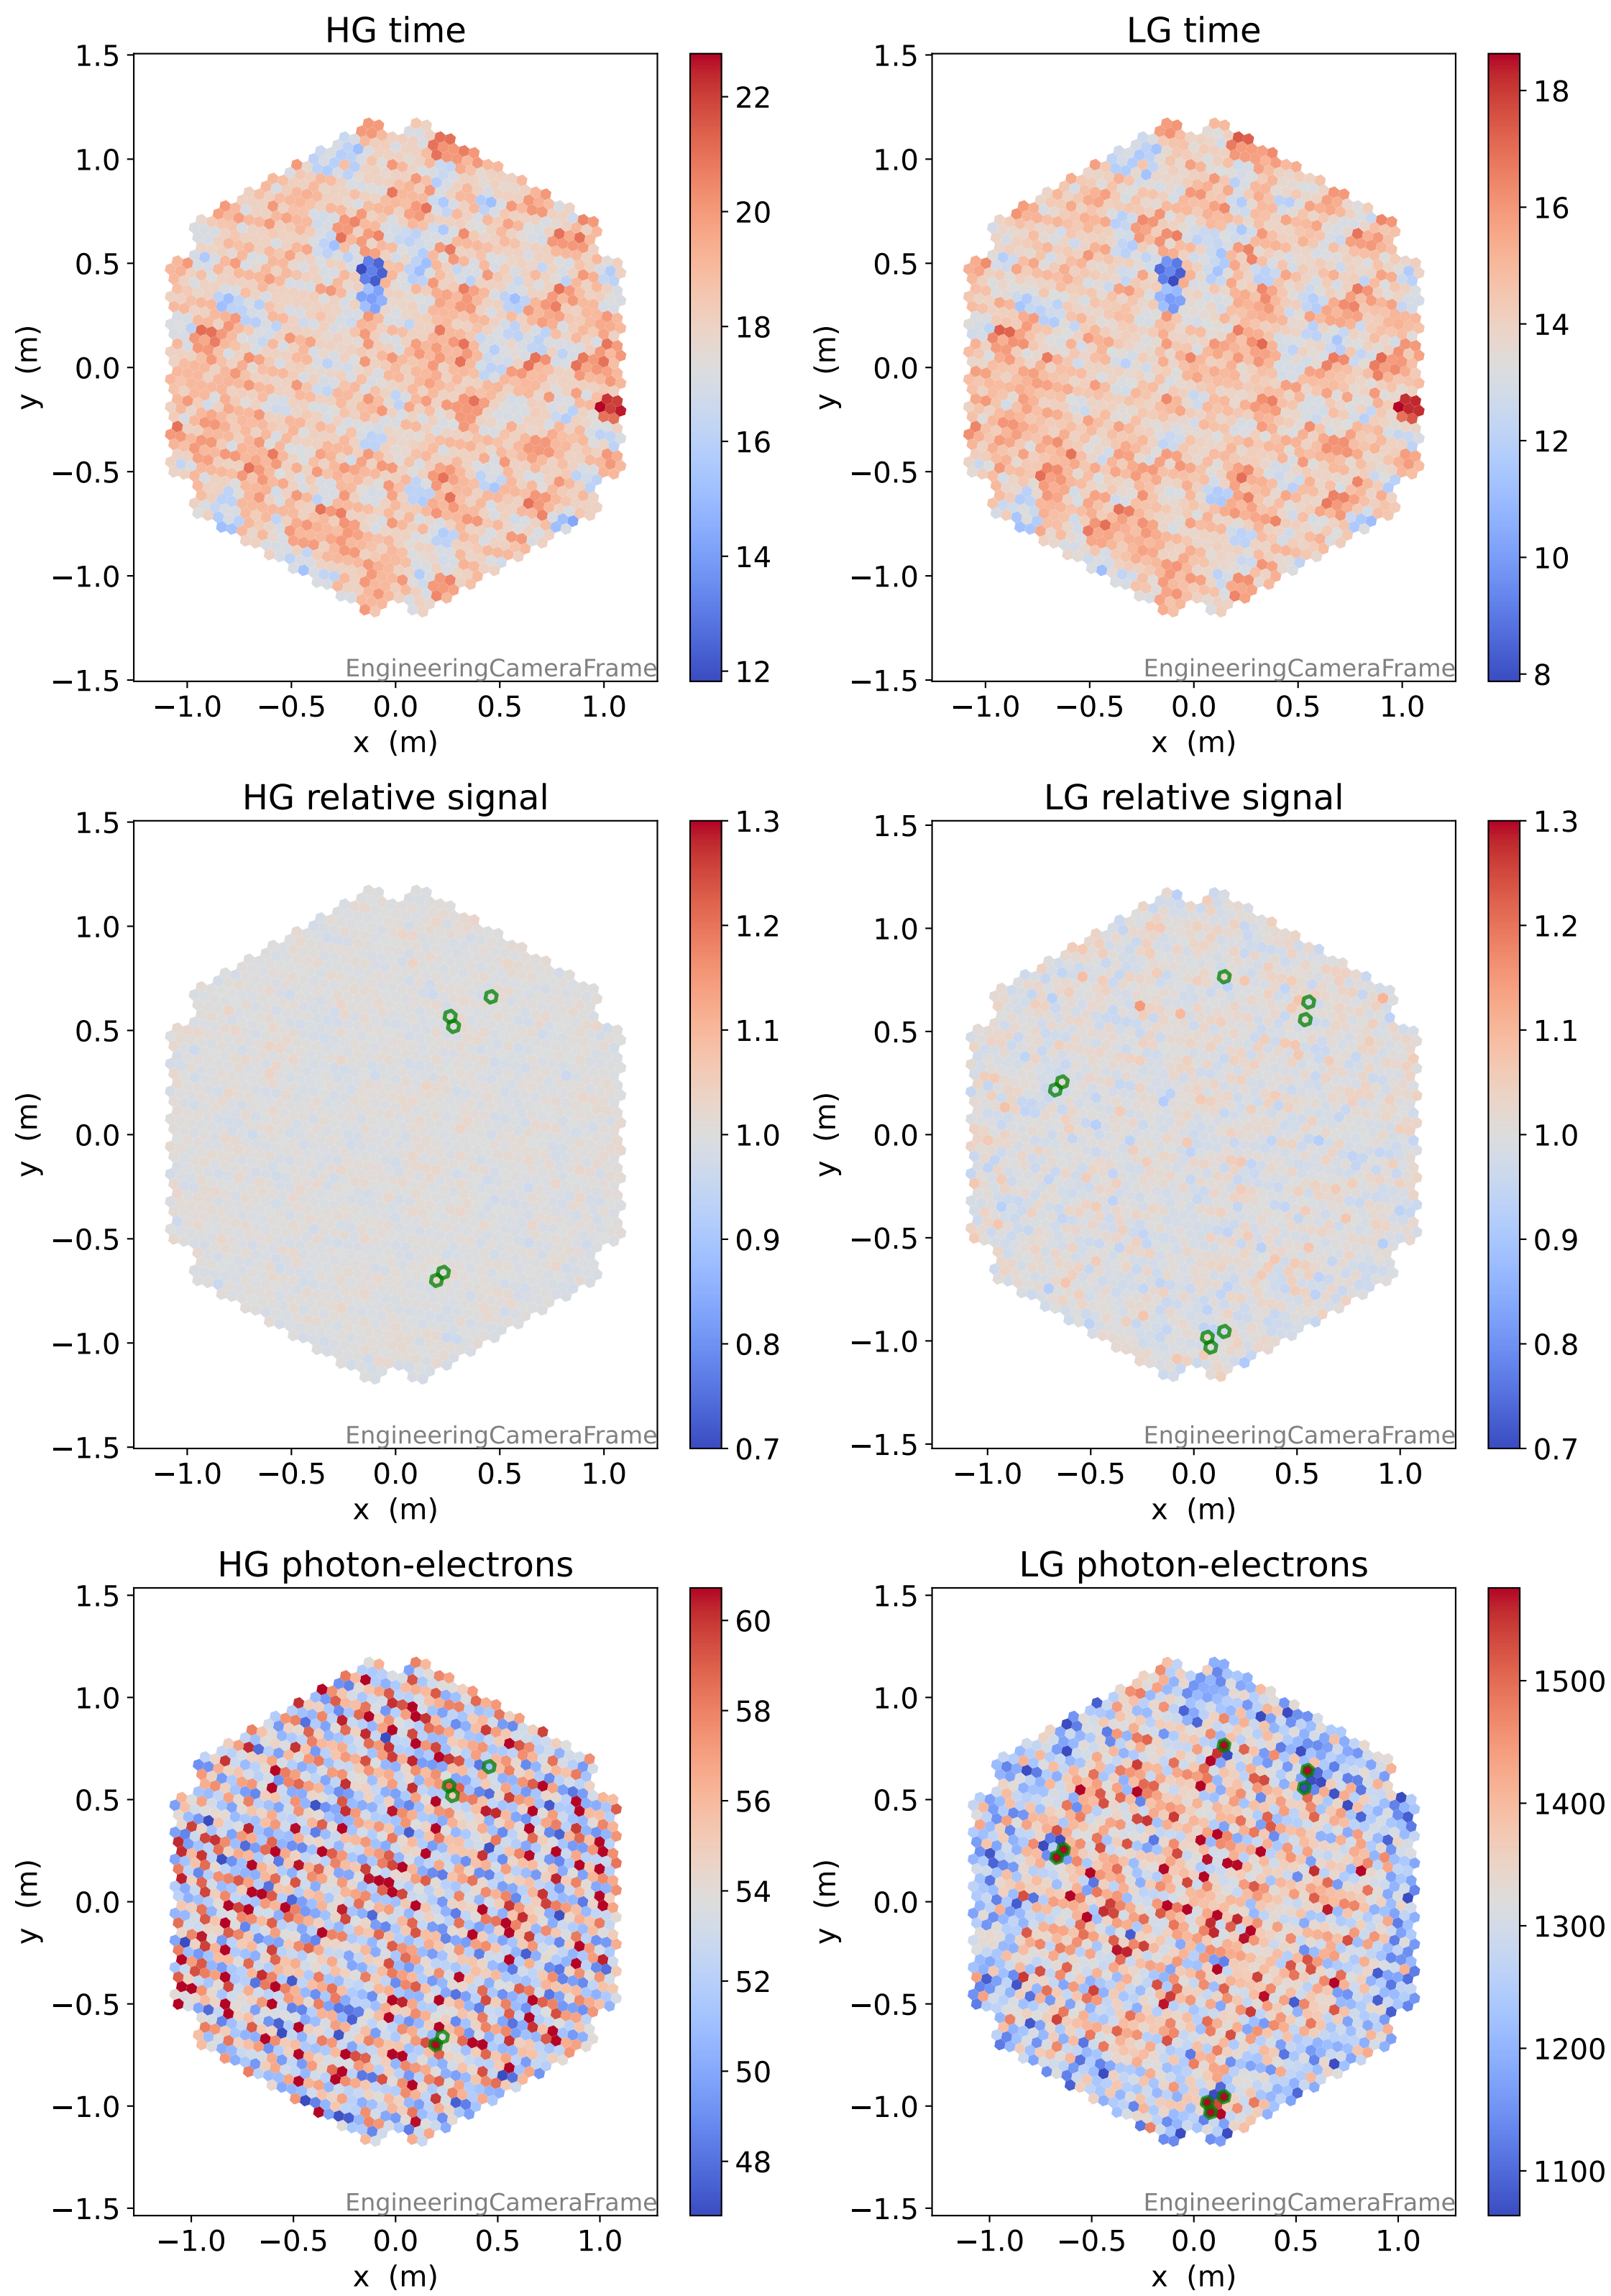 HG time
1.5
1.0
0.5
0.0
−0.5
−1.0
−1.5
y (m)
−1.0 −0.5 0.0 0.5 1.0
x (m)
EngineeringCameraFrame
22
20
18
16
14
12
LG time
1.5
1.0
0.5
0.0
−0.5
−1.0
−1.5
y (m)
−1.0 −0.5 0.0 0.5 1.0
x (m)
EngineeringCameraFrame
18
16
14
12
10
8
HG relative signal
1.5
1.0
0.5
0.0
−0.5
−1.0
−1.5
y (m)
−1.0 −0.5 0.0 0.5 1.0
x (m)
EngineeringCameraFrame
1.3
1.2
1.1
1.0
0.9
0.8
0.7
LG relative signal
1.5
1.0
0.5
0.0
−0.5
−1.0
−1.5
y (m)
−1.0 −0.5 0.0 0.5 1.0
x (m)
EngineeringCameraFrame
1.3
1.2
1.1
1.0
0.9
0.8
0.7
HG photon-electrons
1.5
1.0
0.5
0.0
−0.5
−1.0
−1.5
y (m)
−1.0 −0.5 0.0 0.5 1.0
x (m)
EngineeringCameraFrame
60
58
56
54
52
50
48
LG photon-electrons
1.5
1.0
0.5
0.0
−0.5
−1.0
−1.5
y (m)
−1.0 −0.5 0.0 0.5 1.0
x (m)
EngineeringCameraFrame
1500
1400
1300
1200
1100